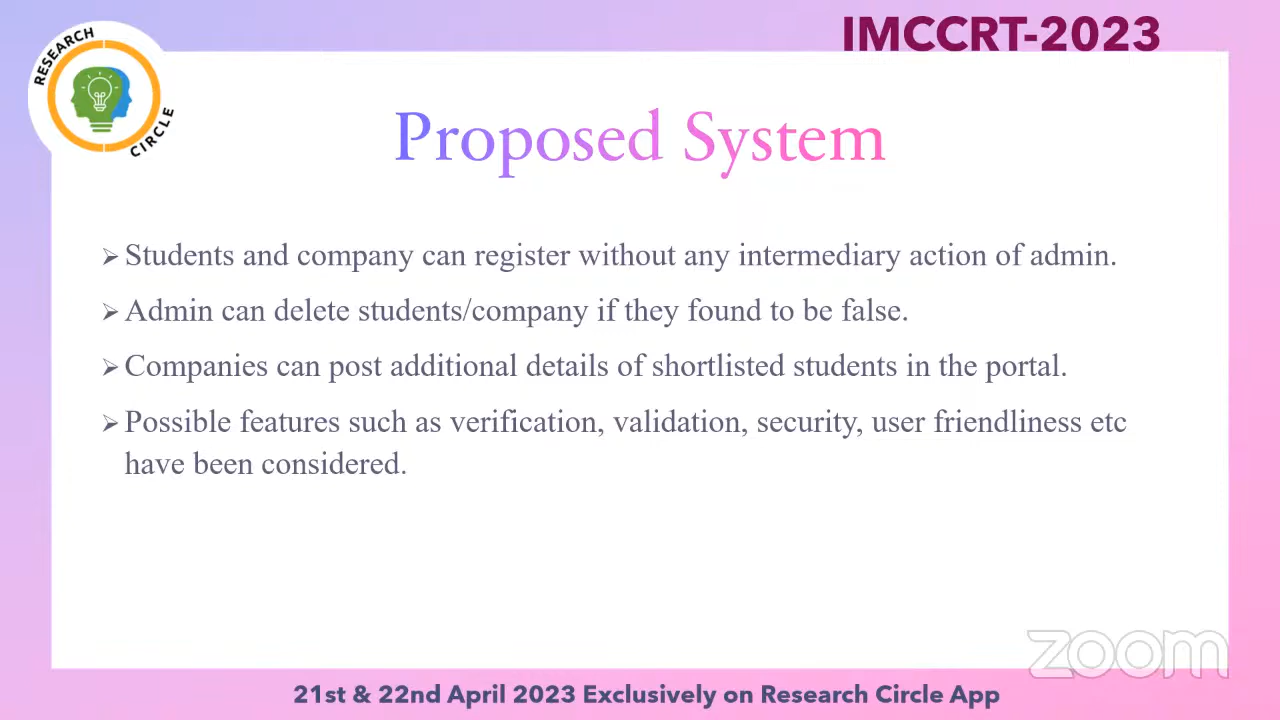 IMCCRT-2023
RESEARCH
CIRCLE
Proposed System
➢ Students and company can register without any intermediary action of admin.
➢ Admin can delete students/company if they found to be false.
➢ Companies can post additional details of shortlisted students in the portal.
➢ Possible features such as verification, validation, security, user friendliness etc
have been considered.
zoom
21st & 22nd April 2023 Exclusively on Research Circle App